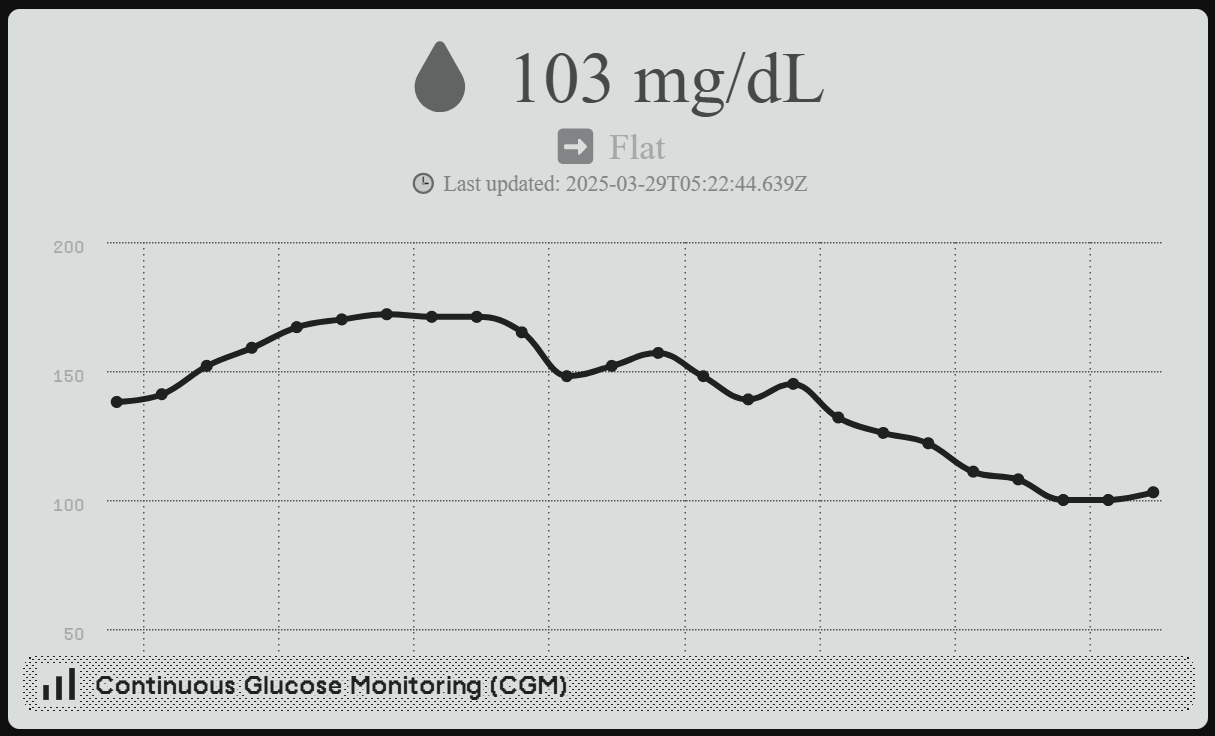 103 mg/dL
Flat
Last updated: 2025-03-29T05:22:44.639Z
200
150
100
50
Continuous Glucose Monitoring (CGM)